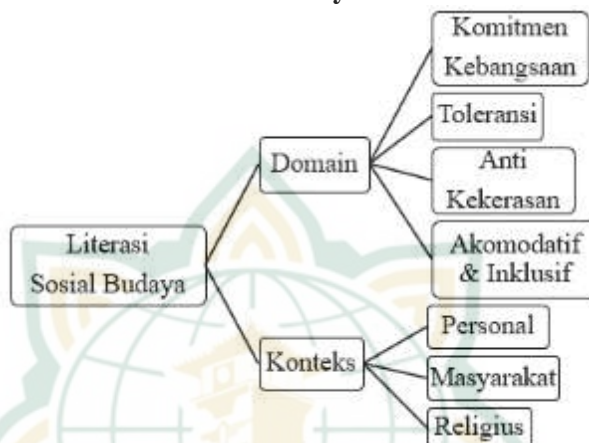 Komitmen
Kebangsaan
Toleransi
Domain
Anti
Kekerasan
Literasi
Sosial Budaya
Akomodatif
& Inklusif
Personal
Konteks
Masyarakat
Religius